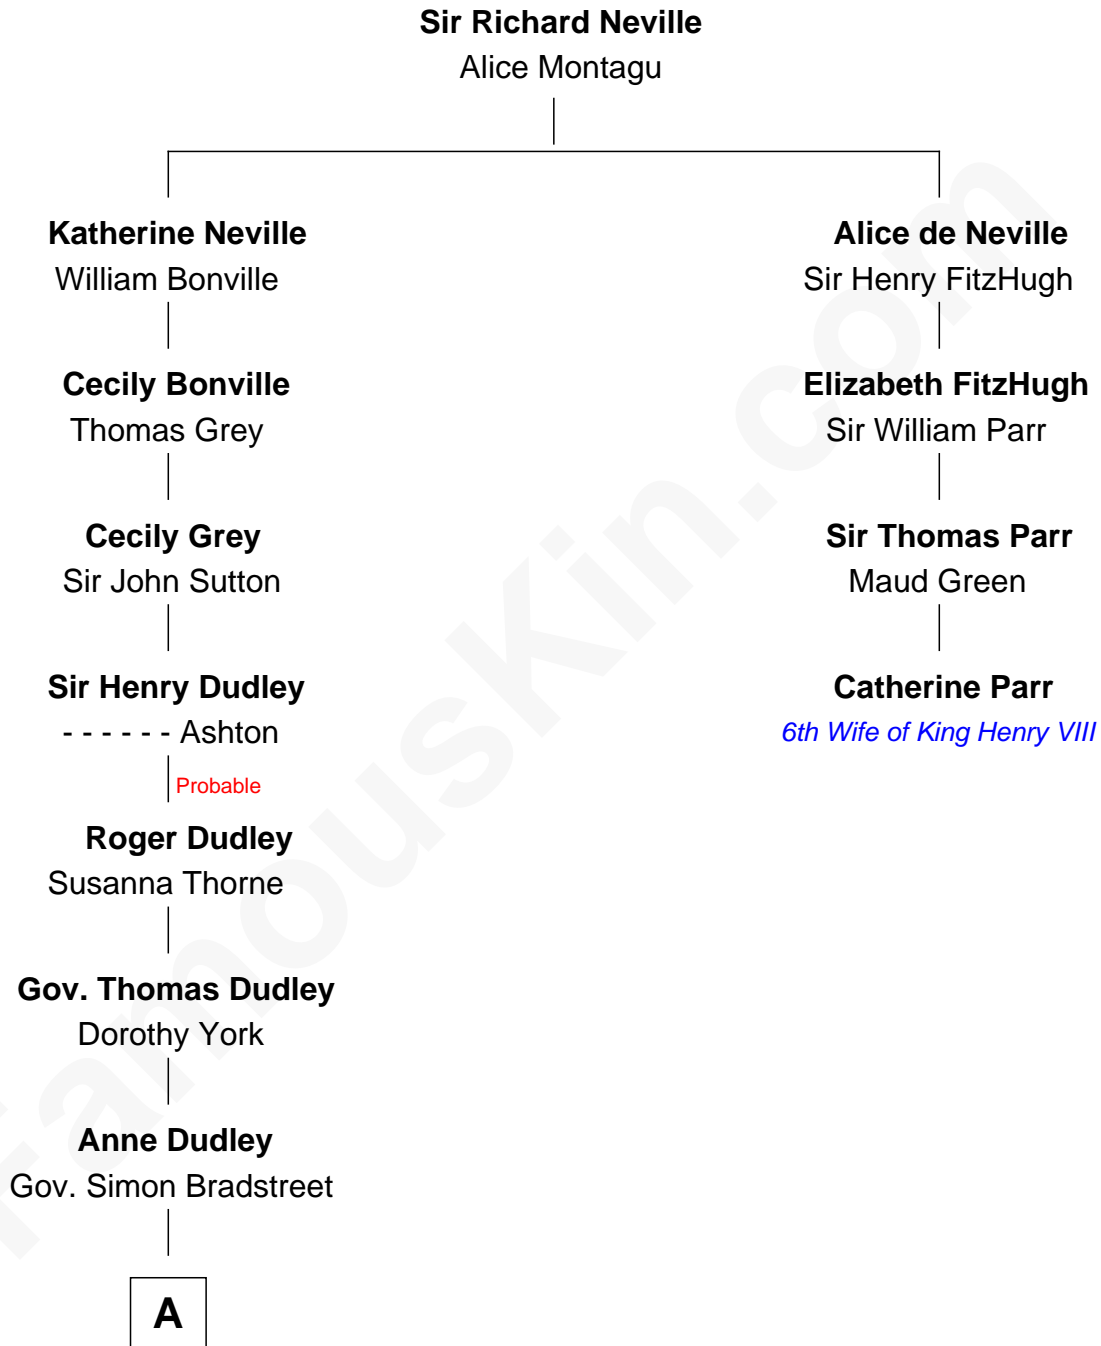 Sir Richard Neville
Alice Montagu
Katherine Neville
William Bonville
Alice de Neville
Sir Henry FitzHugh
Cecily Bonville
Thomas Grey
Elizabeth FitzHugh
Sir William Parr
Cecily Grey
Sir John Sutton
Sir Thomas Parr
Maud Green
Sir Henry Dudley
- - - - - - Ashton
Catherine Parr
6th Wife of King Henry VIII
Probable
Roger Dudley
Susanna Thorne
Gov. Thomas Dudley
Dorothy York
Anne Dudley
Gov. Simon Bradstreet
A
FamousKin.com